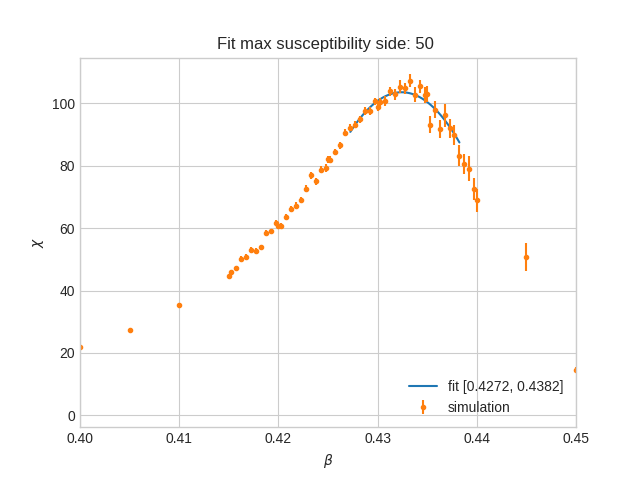 Fit max susceptibility side: 50
χ
100
80
60
40
20
0
fit [0.4272, 0.4382]
simulation
0.40 0.41 0.42 0.43 0.44 0.45
β